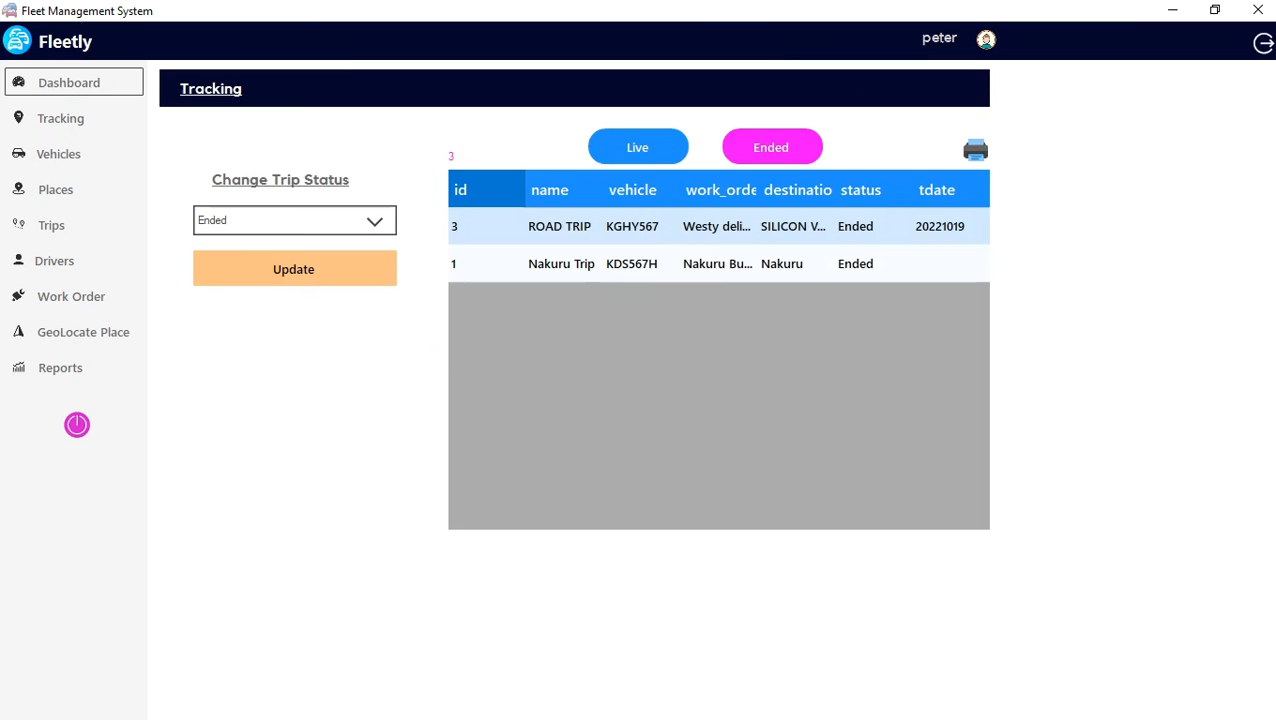 Fleet Management System
Fleetly
peter
Dashboard
Tracking
Vehicles
Places
Trips
Drivers
Work Order
GeoLocate Place
Reports
Tracking
Change Trip Status
Ended
Update
3
Live
Ended
id name vehicle work_orde destinatio status tdate
3 ROAD TRIP KGHY567 Westy deli... SILICON V... Ended 20221019
1 Nakuru Trip KDS567H Nakuru Bu... Nakuru Ended